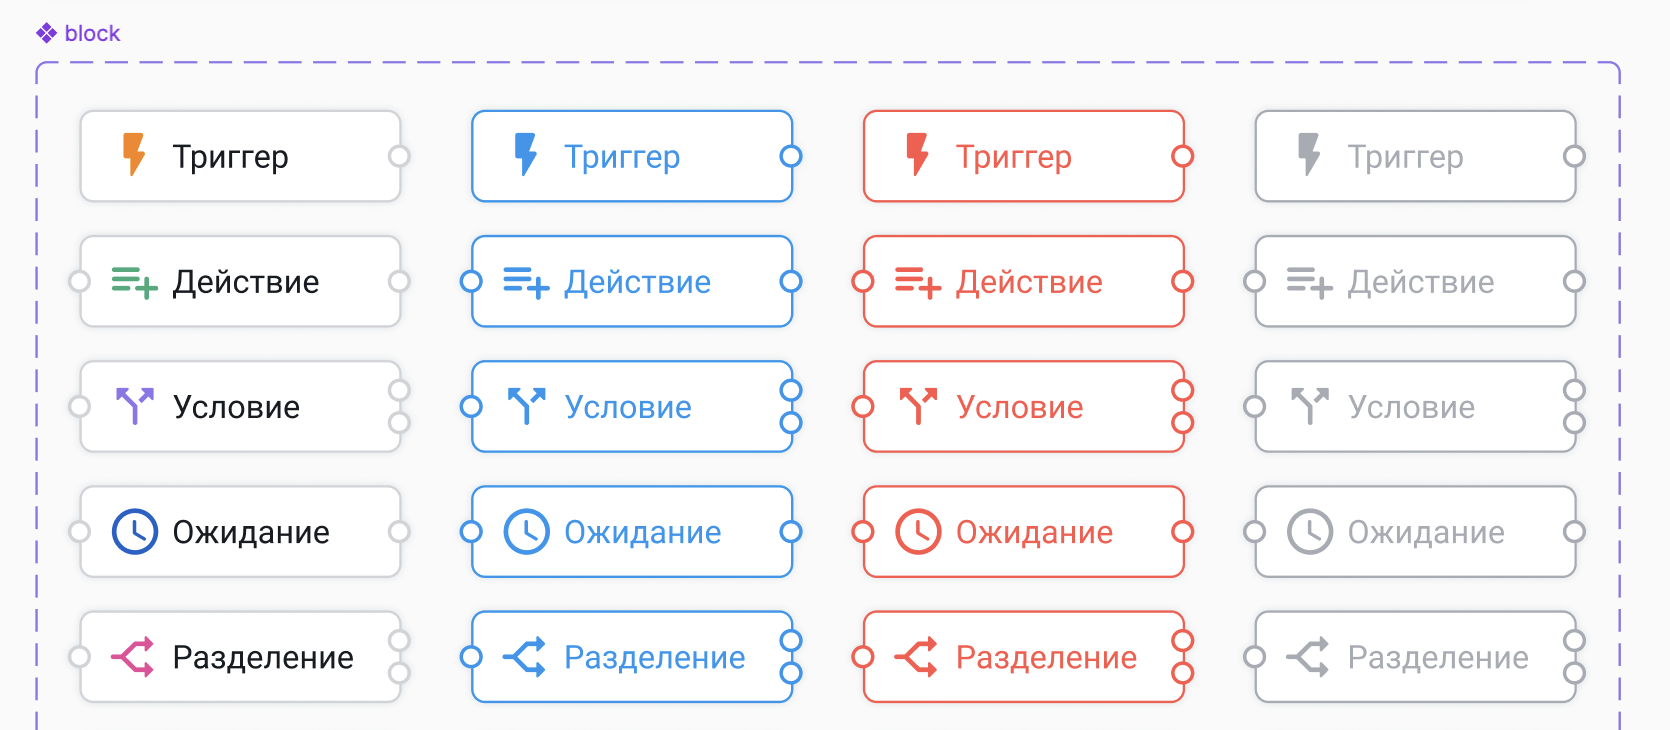 block
Триггер Триггер Триггер Триггер
Действие Действие Действие Действие
Условие Условие Условие Условие
Ожидание Ожидание Ожидание Ожидание
Разделение Разделение Разделение Разделение